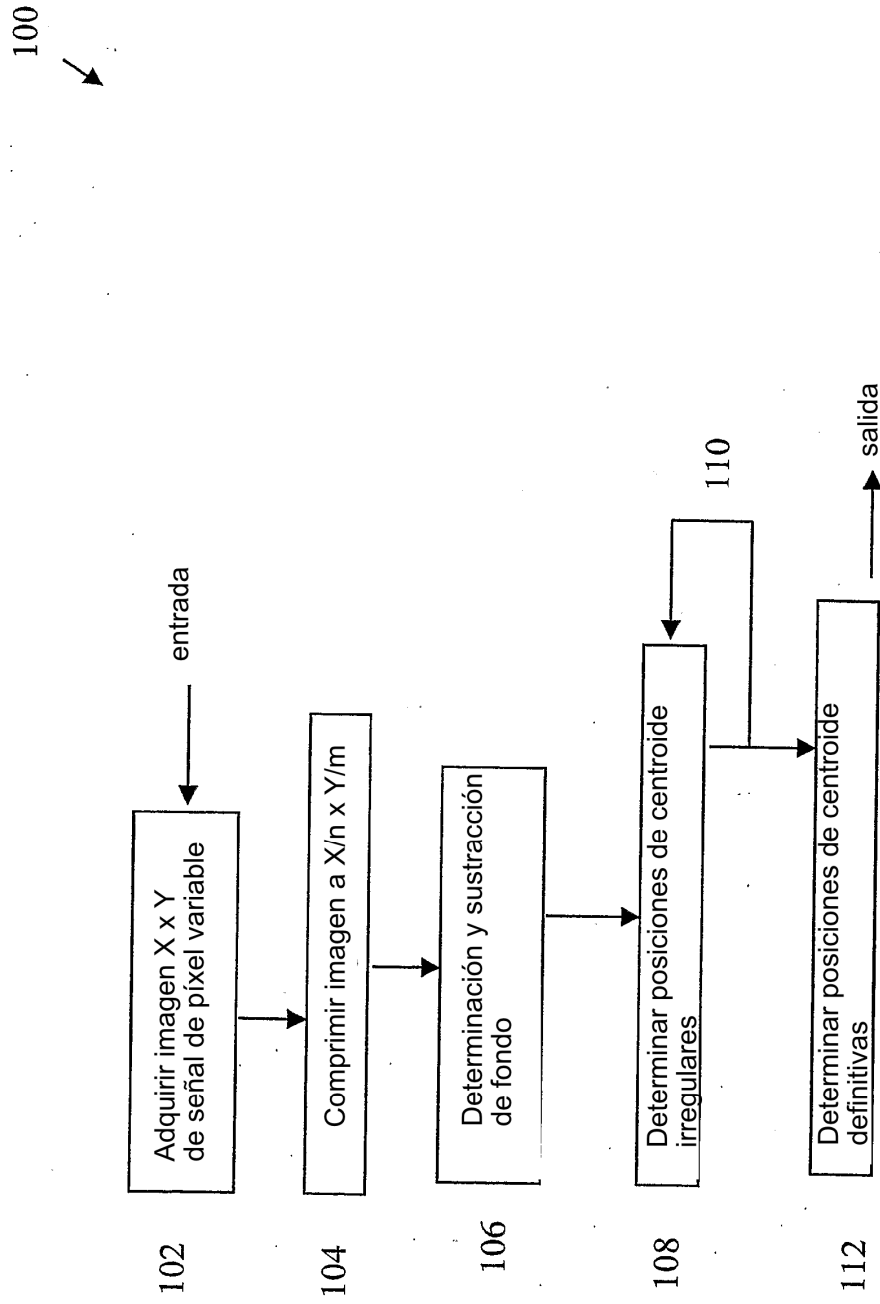 100
entrada
102
Adquirir imagen X x Y
de señal de píxel variable
104
Comprimir imagen a X/n x Y/m
106
Determinación y sustracción
de fondo
108
Determinar posiciones de centroide
irregulares
110
112
Determinar posiciones de centroide
definitivas
salida